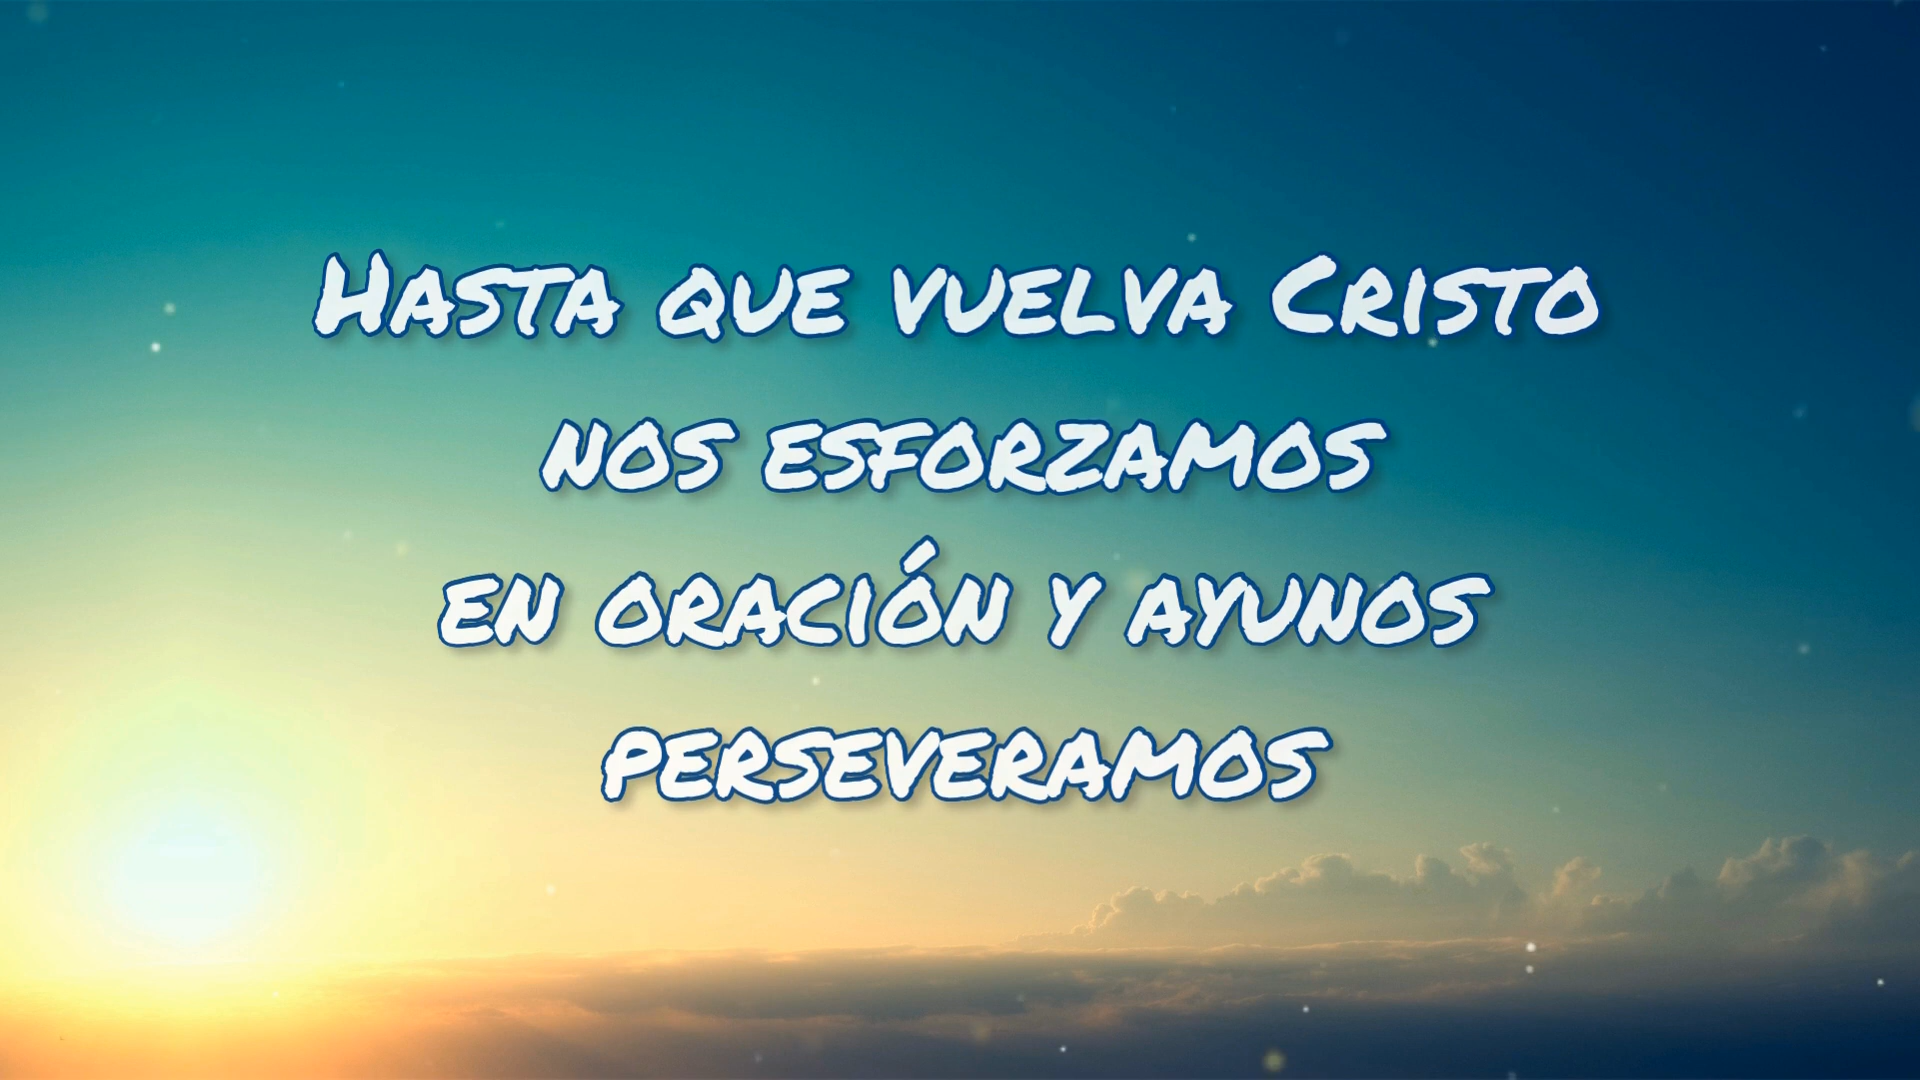 Hasta que vuelva Cristo
nos esforzamos
en oración y ayunos
perseveramos